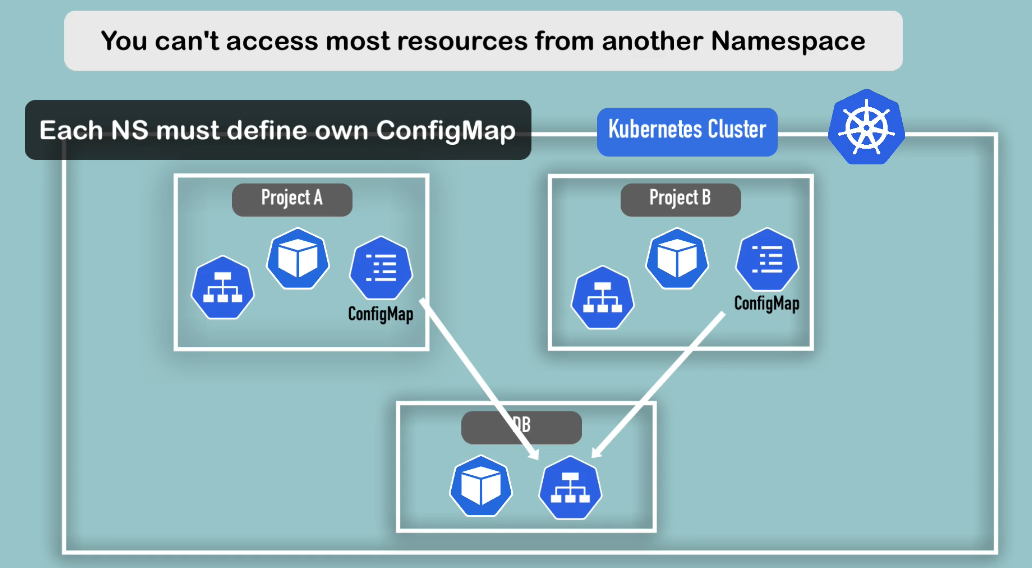 You can't access most resources from another Namespace
Each NS must define own ConfigMap
Kubernetes Cluster
Project A
Project B
ConfigMap
ConfigMap
DB